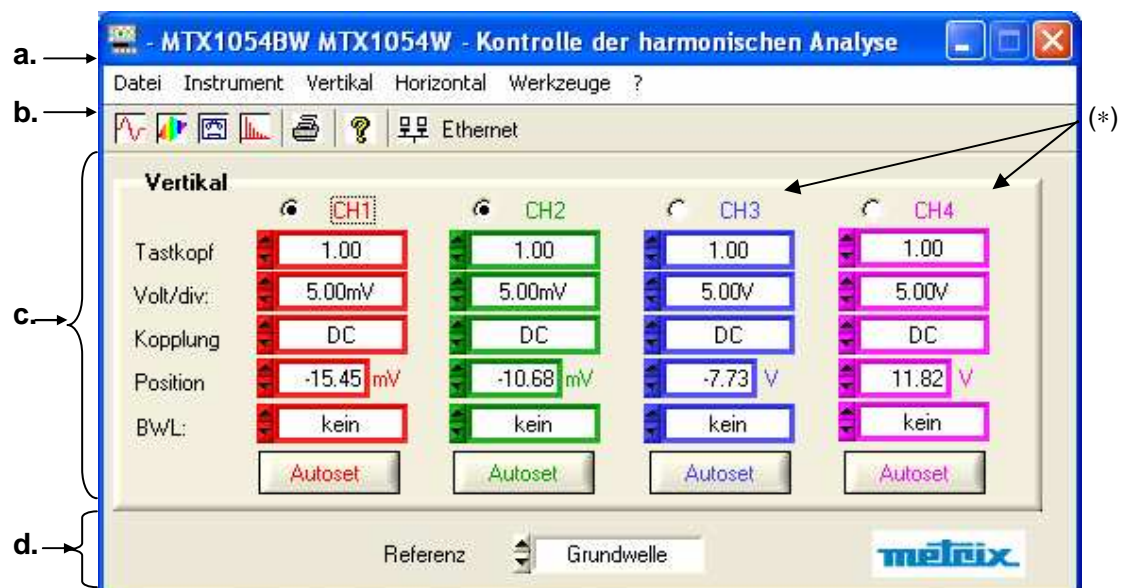 - MTX1054BW MTX1054W - Kontrolle der harmonischen Analyse
a.
Datei Instrument Vertikal Horizontal Werkzeuge ?
b.
Ethernet
(*)
Vertikal
CH1 CH2 CH3 CH4
Tastkopf 1.00 1.00 1.00 1.00
Volt/div: 5.00mV 5.00mV 5.00V 5.00V
c.
Kopplung DC DC DC DC
Position -15.45 mV -10.68 mV -7.73 V 11.82 V
BWL: kein kein kein kein
Autoset Autoset Autoset Autoset
d.
Referenz Grundwelle metrix